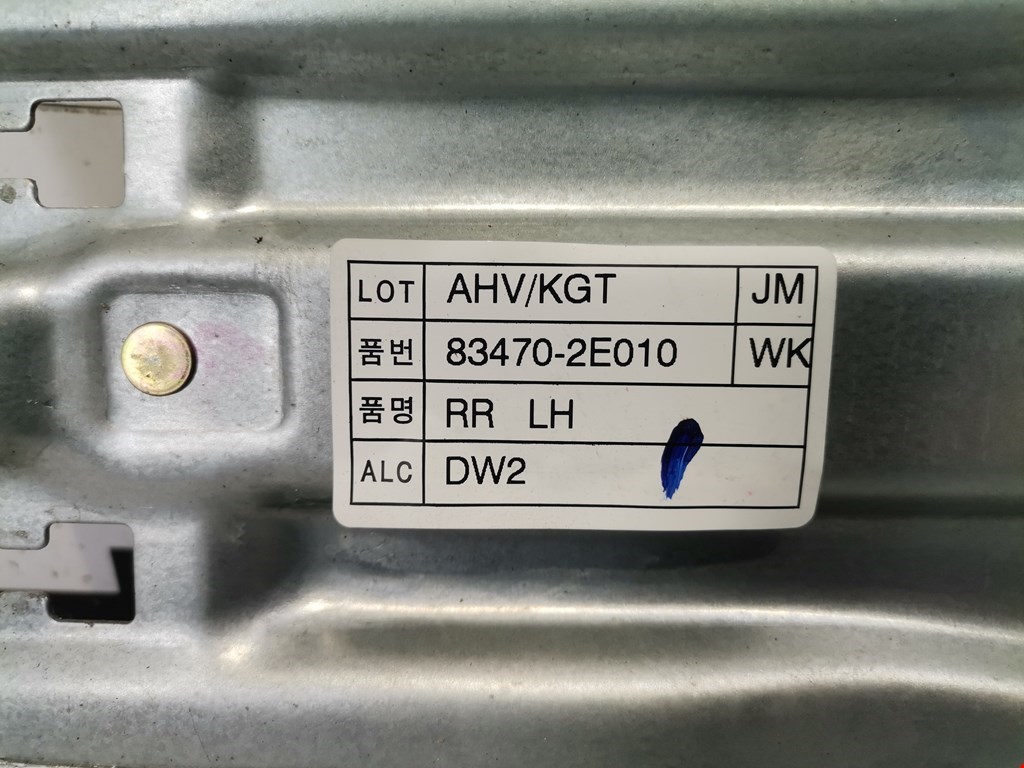 LOT AHV/KGT JM
품번 83470-2E010 WK
품명 RR LH
ALC DW2